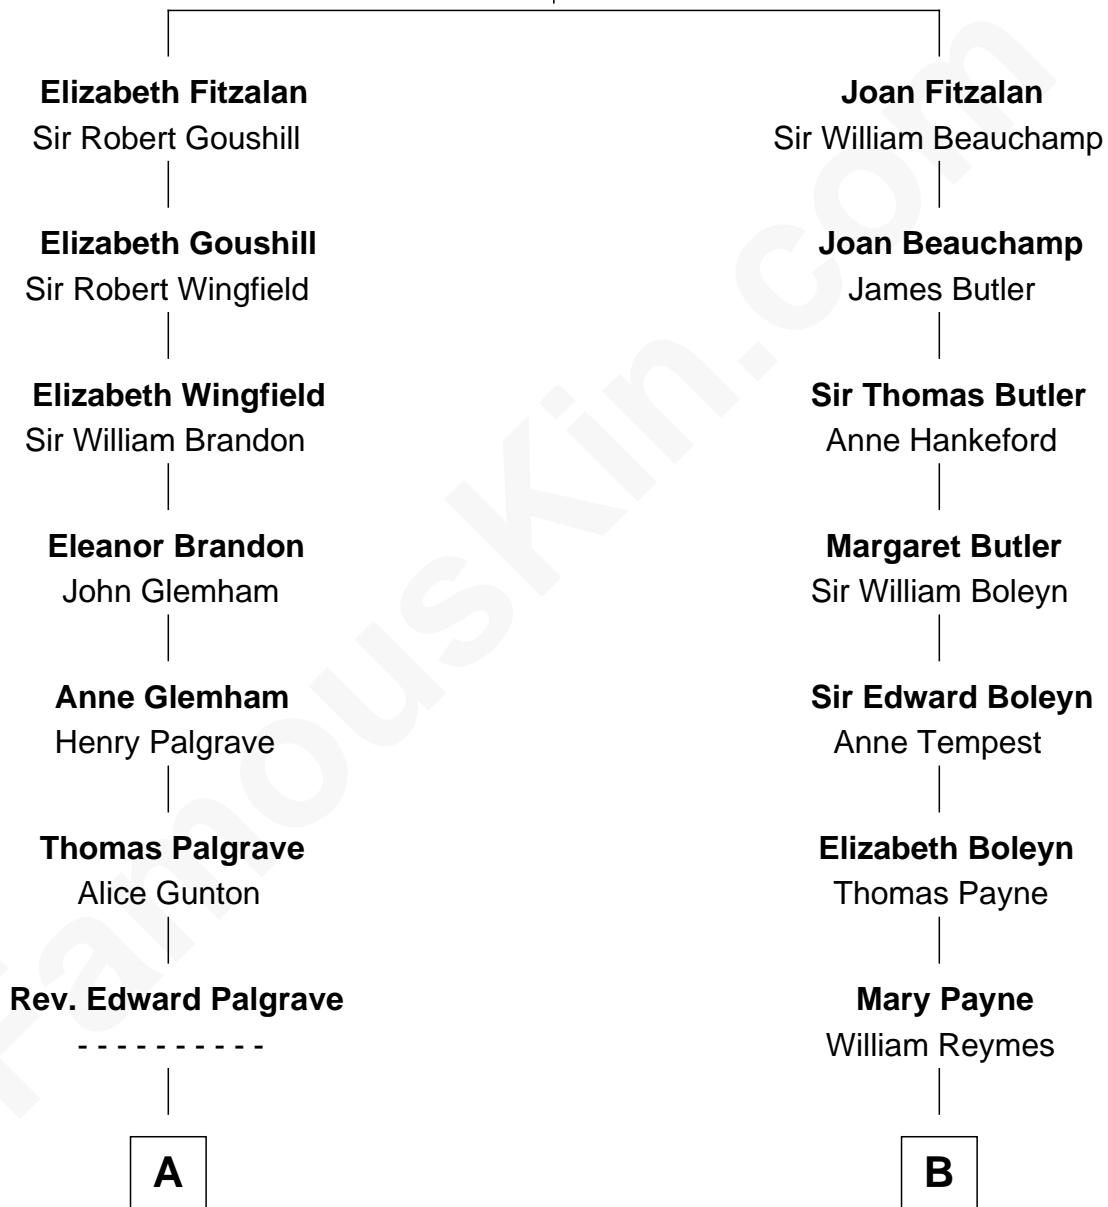 Elizabeth Fitzalan
Sir Robert Goushill
Elizabeth Goushill
Sir Robert Wingfield
Elizabeth Wingfield
Sir William Brandon
Eleanor Brandon
John Glemham
Anne Glemham
Henry Palgrave
Thomas Palgrave
Alice Gunton
Rev. Edward Palgrave
- - - - - - - - - -
A
Joan Fitzalan
Sir William Beauchamp
Joan Beauchamp
James Butler
Sir Thomas Butler
Anne Hankeford
Margaret Butler
Sir William Boleyn
Sir Edward Boleyn
Anne Tempest
Elizabeth Boleyn
Thomas Payne
Mary Payne
William Reymes
B
FamousKin.com